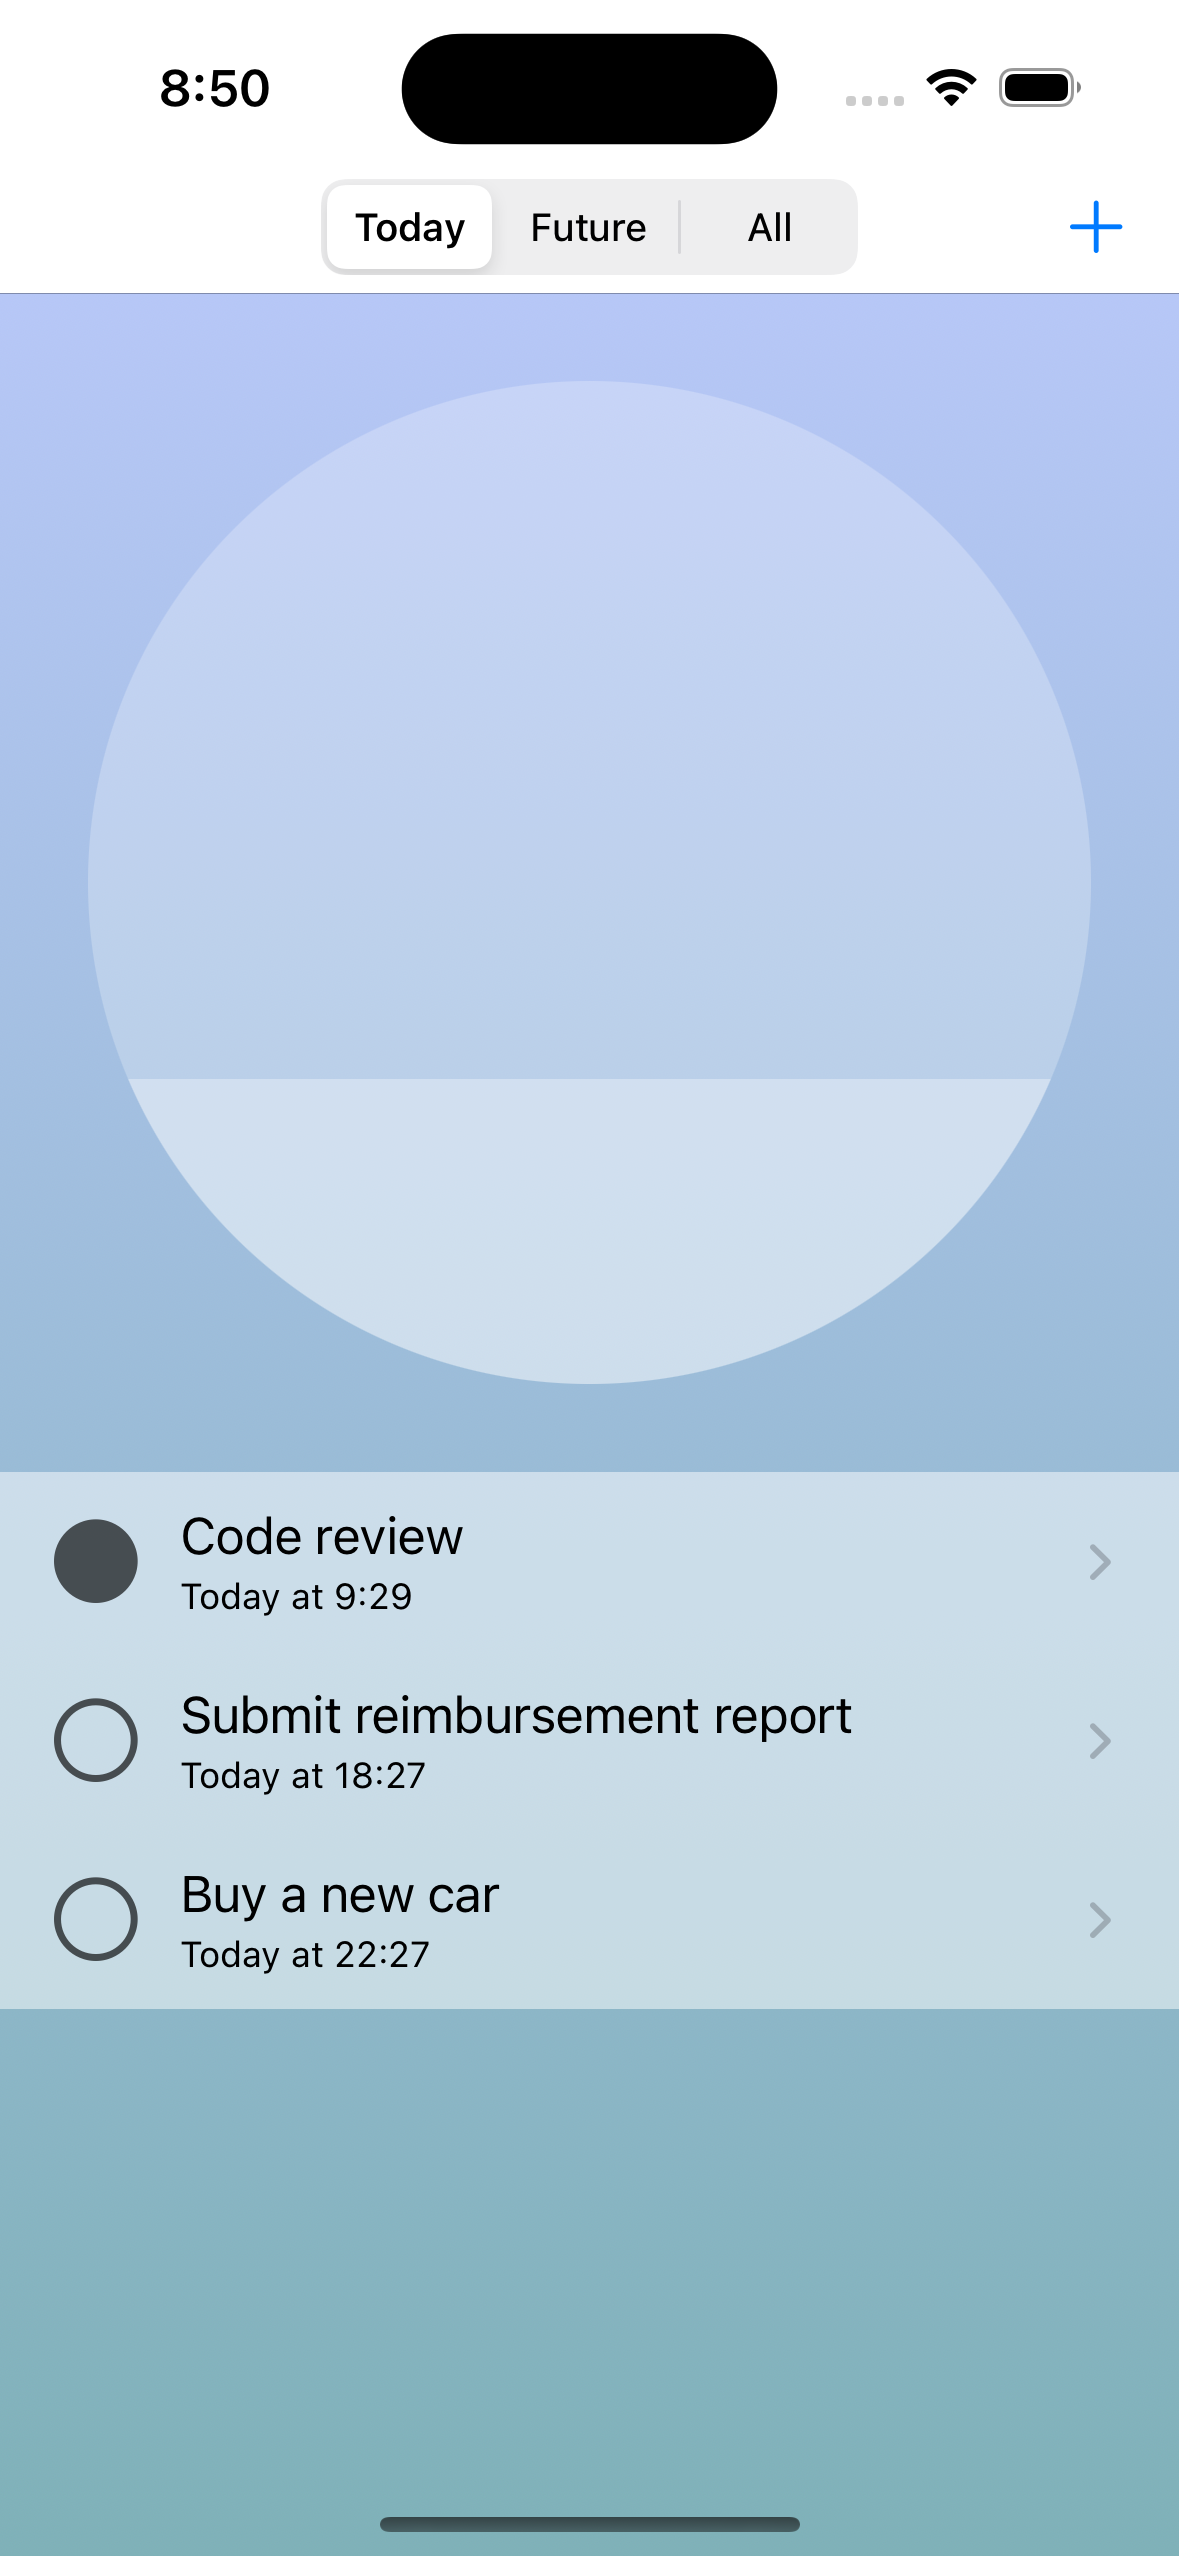 8:50
Today Future All
Code review
Today at 9:29
Submit reimbursement report
Today at 18:27
Buy a new car
Today at 22:27